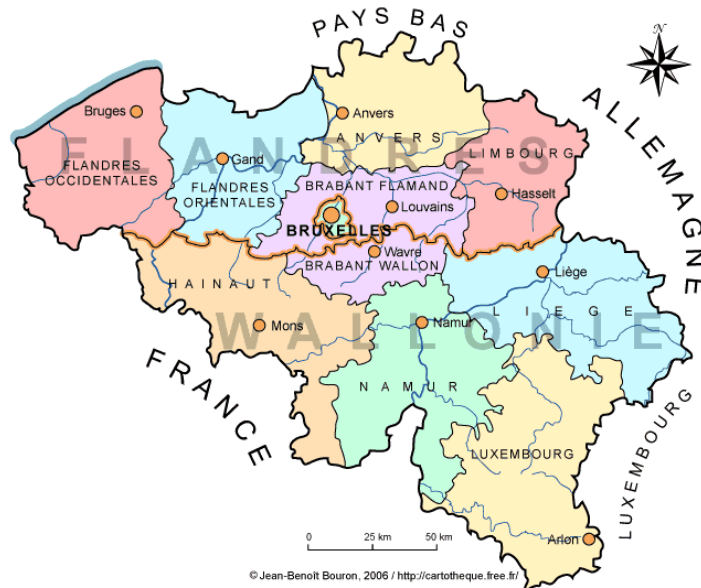 PAYS BAS
N
ALLEMAGNE
Bruges
Anvers
ANVERS
FLANDRES
LIMBOURG
Gand
FLANDRES
OCCIDENTALES
FLANDRES
ORIENTALES
BRABANT FLAMAND
Hasselt
Louvains
BRUXELLES
Wavre
BRABANT WALLON
HAINAUT
Liège
LIEGE
Mons
Namur
WALLONIE
FRANCE
NAMUR
LUXEMBOURG
LUXEMBOURG
Arlon
0 25 km 50 km
© Jean-Benoît Bouron, 2006 / http://cartotheque.free.fr/